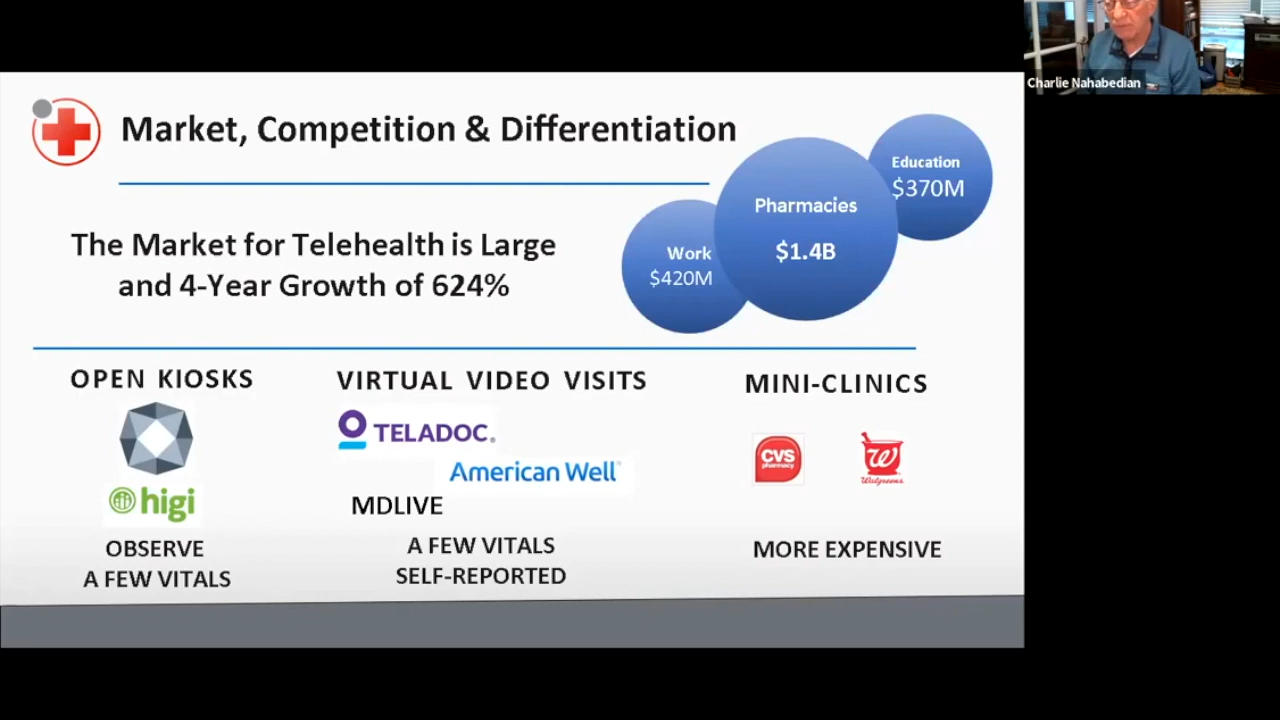 Charlie Nahabedian
Market, Competition & Differentiation
Education
$370M
Pharmacies
$1.4B
Work
$420M
The Market for Telehealth is Large
and 4-Year Growth of 624%
OPEN KIOSKS
higi
OBSERVE
A FEW VITALS
VIRTUAL VIDEO VISITS
TELADOC®
American Well
MDLIVE
A FEW VITALS
SELF-REPORTED
MINI-CLINICS
CVS
pharmacy
W
Walgreens
MORE EXPENSIVE